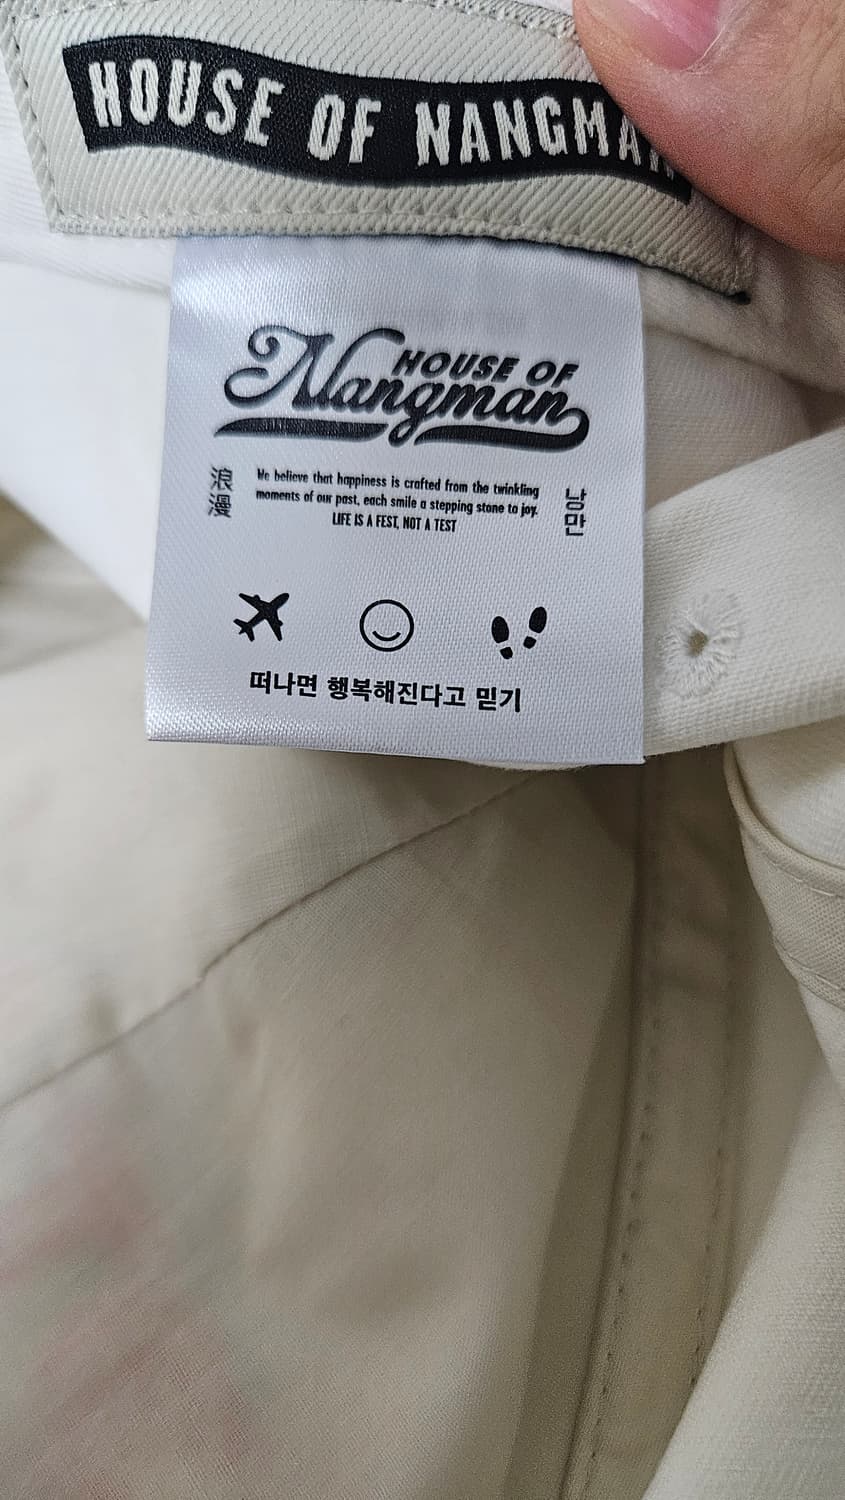 HOUSE OF NANGMAN
HOUSE OF
Nangman
浪漫
We believe that happiness is crafted from the twinkling
moments of our past, each smile a stepping stone to joy.
LIFE IS A FEST, NOT A TEST
낭만
떠나면 행복해진다고 믿기